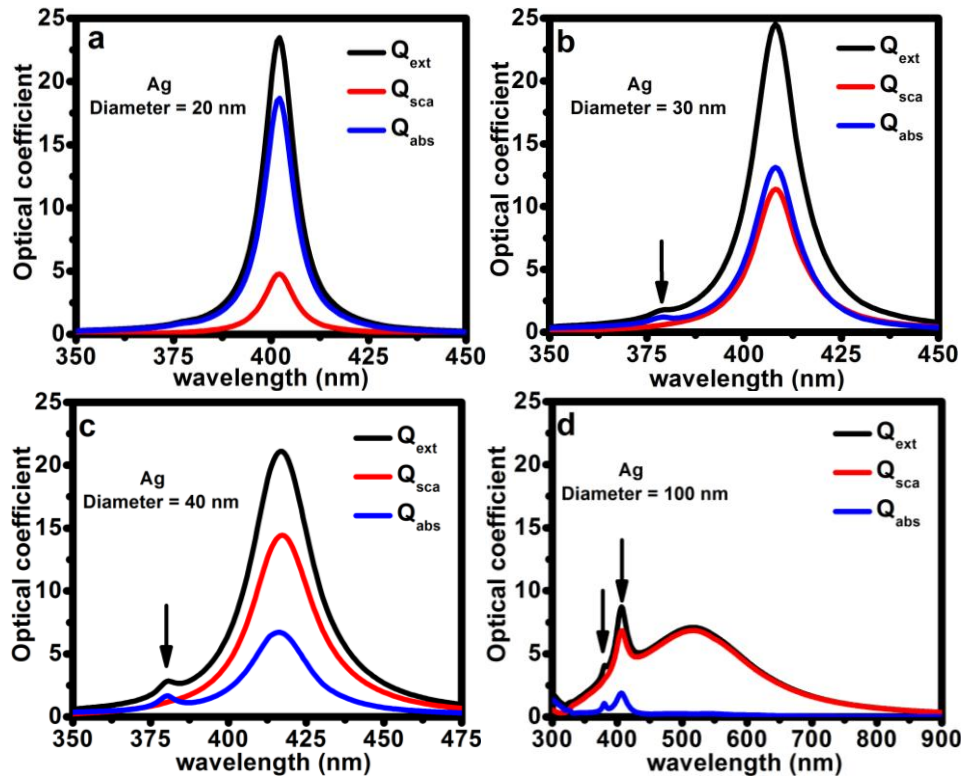 a
Optical coefficient
25
20
15
10
5
0
Ag
Diameter = 20 nm
Q_ext
Q_sca
Q_abs
350 375 400 425 450
wavelength (nm)
b
Optical coefficient
25
20
15
10
5
0
Ag
Diameter = 30 nm
Q_ext
Q_sca
Q_abs
350 375 400 425 450
wavelength (nm)
c
Optical coefficient
25
20
15
10
5
0
Ag
Diameter = 40 nm
Q_ext
Q_sca
Q_abs
350 375 400 425 450 475
wavelength (nm)
d
Optical coefficient
25
20
15
10
5
0
Ag
Diameter = 100 nm
Q_ext
Q_sca
Q_abs
300 400 500 600 700 800 900
wavelength (nm)